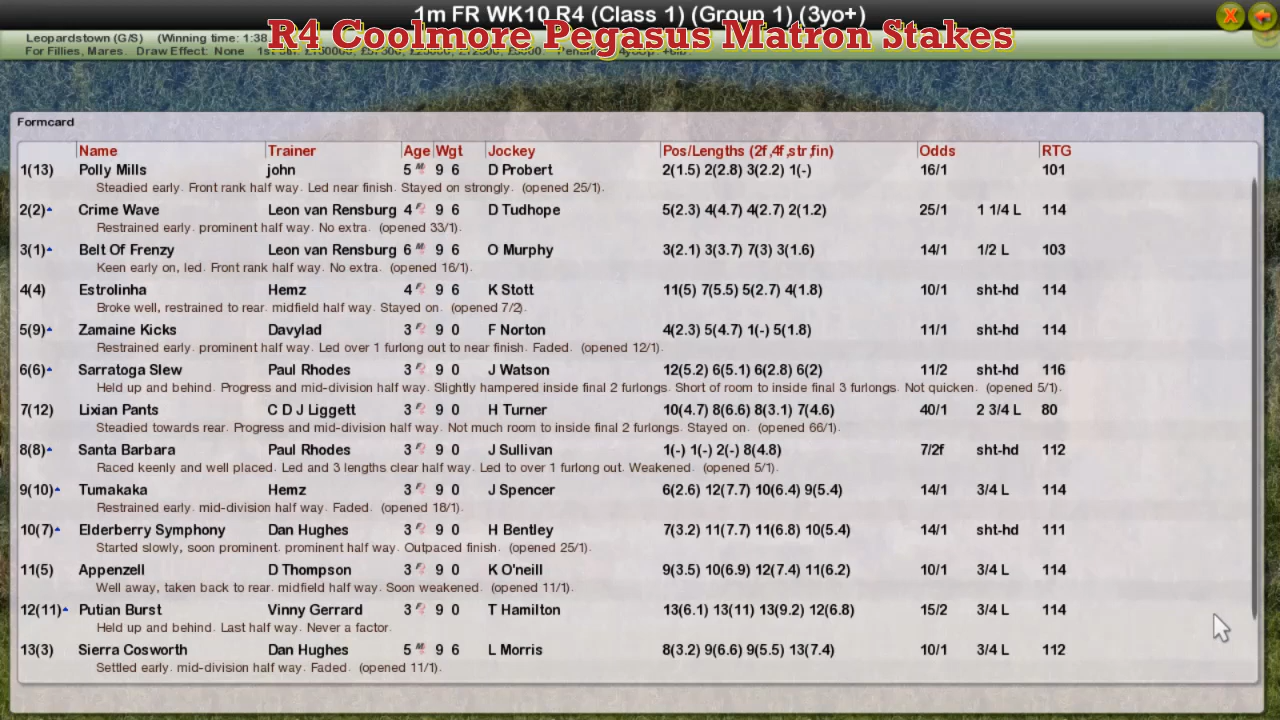 1m FR WK10 R4 (Class 1) (Group 1) (3yo+)
R4 Coolmore Pegasus Matron Stakes
Leopardstown (G/S) (Winning time: 1:38
For Fillies, Mares. Draw Effect: None
Formcard
Name Trainer Age Wgt Jockey Pos/Lengths (2f,4f,str,fin) Odds RTG
1(13) Polly Mills john 5 M 9 6 D Probert 2(1.5) 2(2.8) 3(2.2) 1(-) 16/1 101
Steadied early. Front rank half way. Led near finish. Stayed on strongly. (opened 25/1).
2(2) Crime Wave Leon van Rensburg 4 F 9 6 D Tudhope 5(2.3) 4(4.7) 4(2.7) 2(1.2) 25/1 1 1/4 L 114
Restrained early. prominent half way. No extra. (opened 33/1).
3(1) Belt Of Frenzy Leon van Rensburg 6 M 9 6 O Murphy 3(2.1) 3(3.7) 7(3) 3(1.6) 14/1 1/2 L 103
Keen early on, led. Front rank half way. No extra. (opened 16/1).
4(4) Estrolinha Hemz 4 F 9 6 K Stott 11(5) 7(5.5) 5(2.7) 4(1.8) 10/1 sht-hd 114
Broke well, restrained to rear. midfield half way. Stayed on. (opened 7/2).
5(9) Zamaine Kicks Davylad 3 F 9 0 F Norton 4(2.3) 5(4.7) 1(-) 5(1.8) 11/1 sht-hd 114
Restrained early. prominent half way. Led over 1 furlong out to near finish. Faded. (opened 12/1).
6(6) Sarratoga Slew Paul Rhodes 3 F 9 0 J Watson 12(5.2) 6(5.1) 6(2.8) 6(2) 11/2 sht-hd 116
Held up and behind. Progress and mid-division half way. Slightly hampered inside final 2 furlongs. Short of room to inside final 3 furlongs. Not quicken. (opened 5/1).
7(12) Lixian Pants C D J Liggett 3 F 9 0 H Turner 10(4.7) 8(6.6) 8(3.1) 7(4.6) 40/1 2 3/4 L 80
Steadied towards rear. Progress and mid-division half way. Not much room to inside final 2 furlongs. Stayed on. (opened 66/1).
8(8) Santa Barbara Paul Rhodes 3 F 9 0 J Sullivan 1(-) 1(-) 2(-) 8(4.8) 7/2f sht-hd 112
Raced keenly and well placed. Led and 3 lengths clear half way. Led to over 1 furlong out. Weakened. (opened 5/1).
9(10) Tumakaka Hemz 3 F 9 0 J Spencer 6(2.6) 12(7.7) 10(6.4) 9(5.4) 14/1 3/4 L 114
Restrained early. mid-division half way. Faded. (opened 18/1).
10(7) Elderberry Symphony Dan Hughes 3 F 9 0 H Bentley 7(3.2) 11(7.7) 11(6.8) 10(5.4) 14/1 sht-hd 111
Started slowly, soon prominent. prominent half way. Outpaced finish. (opened 25/1).
11(5) Appenzell D Thompson 3 F 9 0 K O'neill 9(3.5) 10(6.9) 12(7.4) 11(6.2) 10/1 3/4 L 114
Well away, taken back to rear. midfield half way. Soon weakened. (opened 11/1).
12(11) Putian Burst Vinny Gerrard 3 F 9 0 T Hamilton 13(6.1) 13(11) 13(9.2) 12(6.8) 15/2 3/4 L 114
Held up and behind. Last half way. Never a factor.
13(3) Sierra Cosworth Dan Hughes 5 M 9 6 L Morris 8(3.2) 9(6.6) 9(5.5) 13(7.4) 10/1 3/4 L 112
Settled early. mid-division half way. Faded. (opened 11/1).